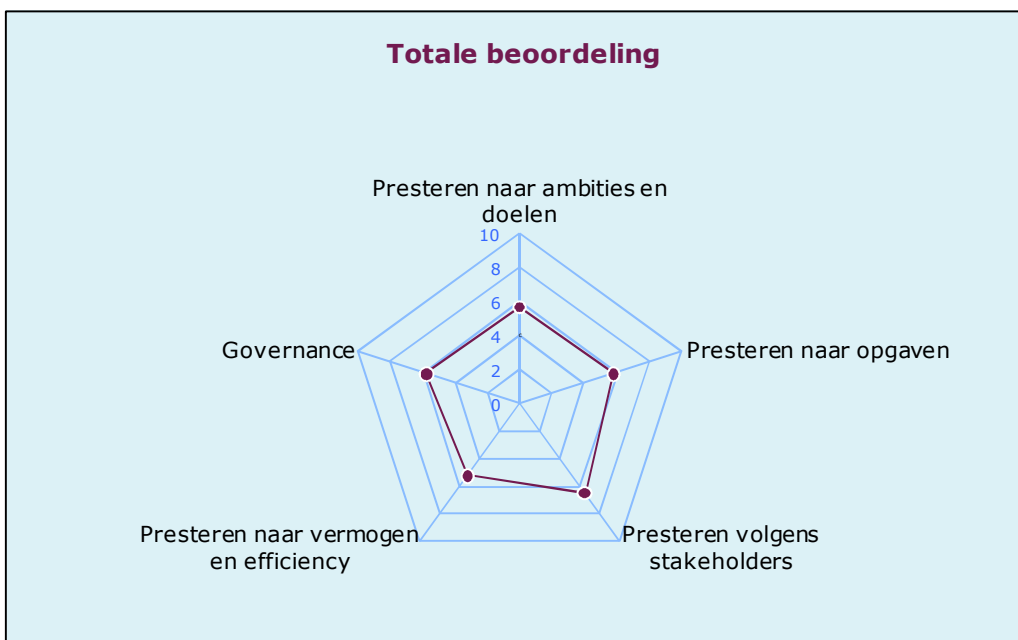 Totale beoordeling
Presteren naar ambities en
doelen
10
8
6
4
2
0
Governance
Presteren naar opgaven
Presteren naar vermogen
en efficiency
Presteren volgens
stakeholders